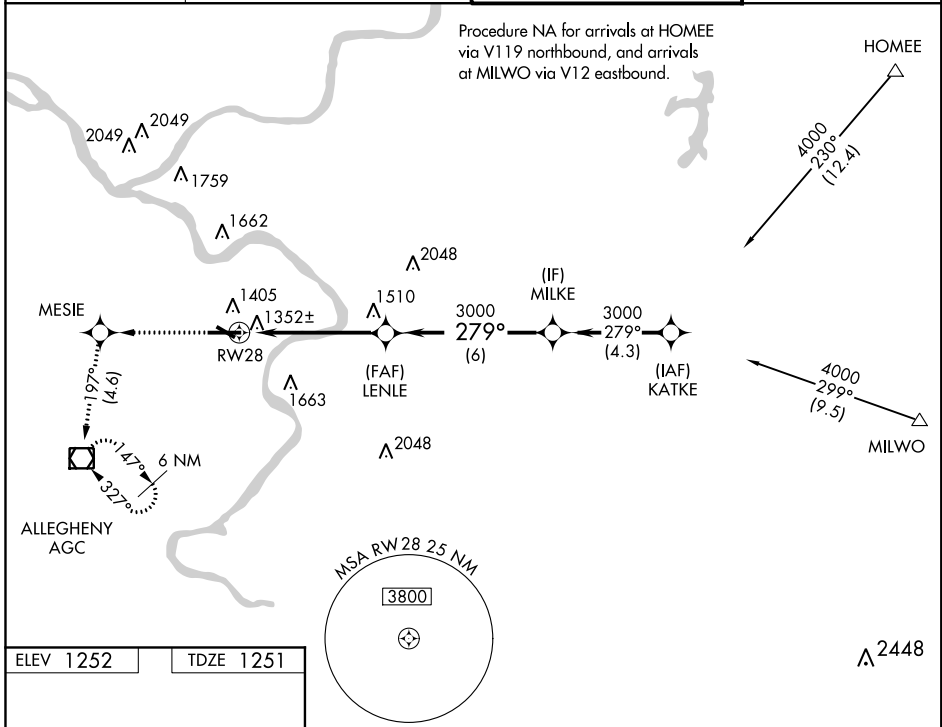 Procedure NA for arrivals at HOMEE
via V119 northbound, and arrivals
at MILWO via V12 eastbound.
HOMEE
4000
230°
(12.4)
2049
2049
1759
1662
2048
(IF)
MILKE
MESIE
1405
1352±
RW28
1510
3000
279°
(6)
3000
279°
(4.3)
(FAF)
LENLE
(IAF)
KATKE
197°
(4.6)
1663
4000
299°
(9.5)
MILWO
2048
147°
6 NM
327°
ALLEGHENY
AGC
MSA RW28 25 NM
3800
2448
ELEV 1252
TDZE 1251